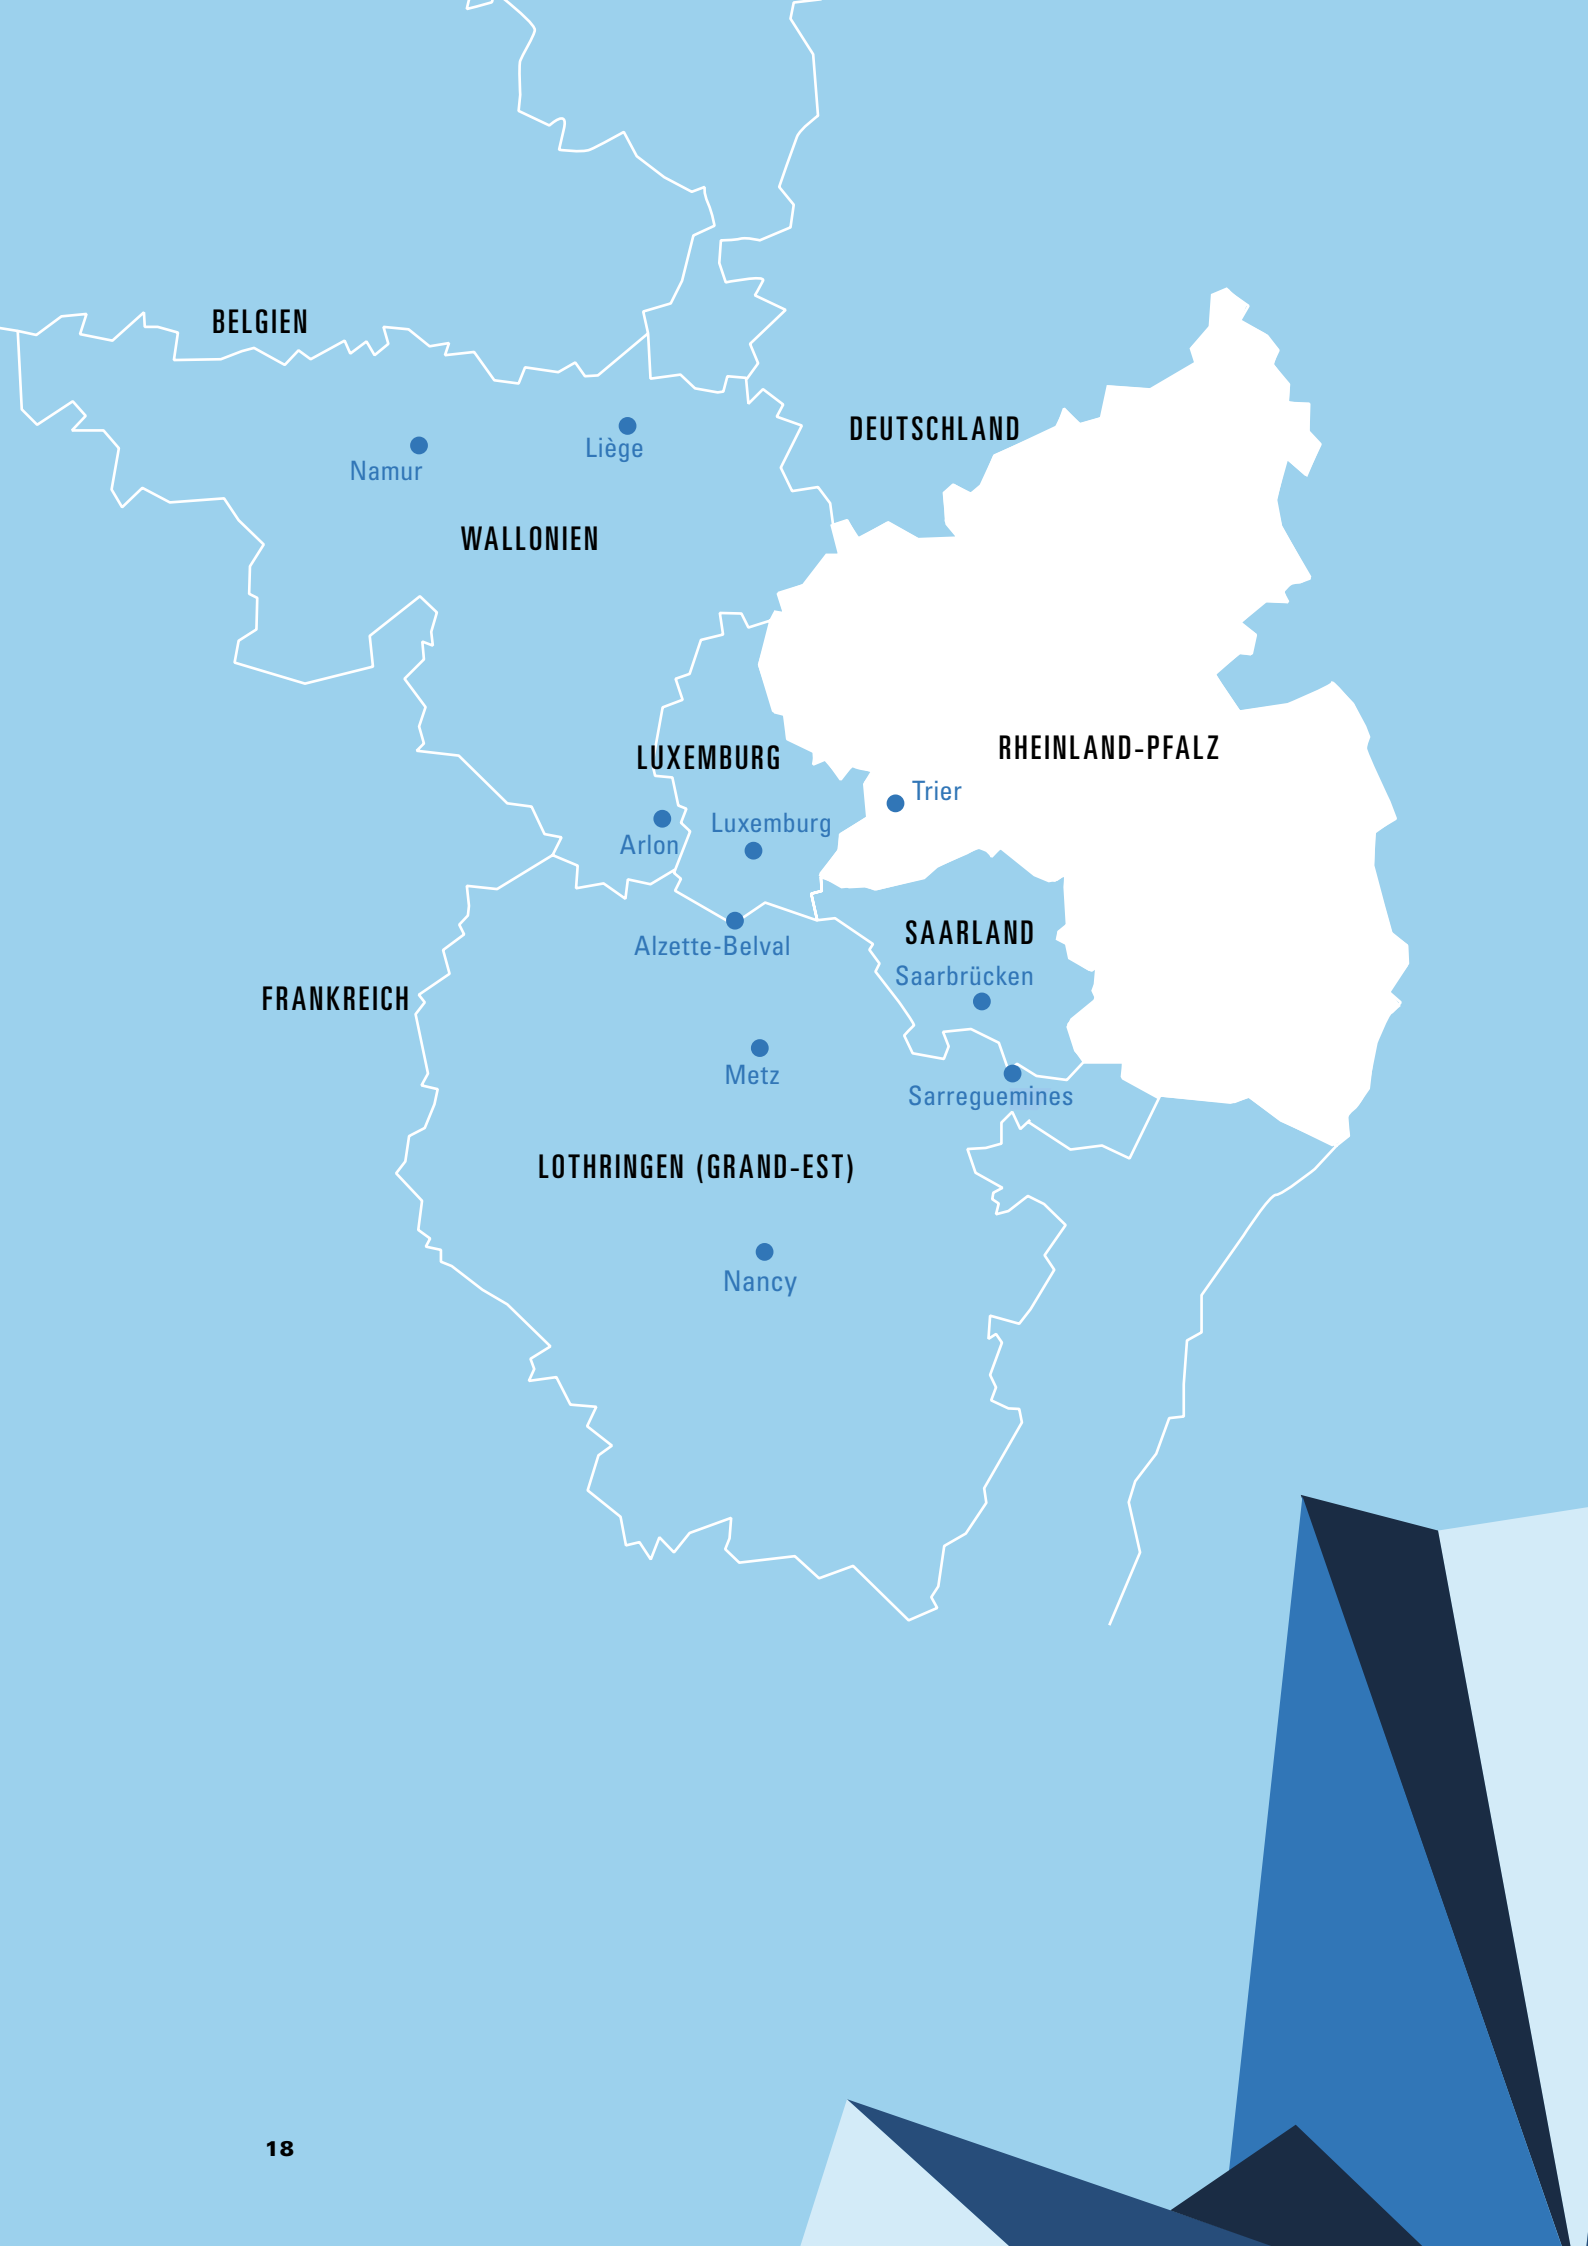 BELGIEN
DEUTSCHLAND
Liège
Namur
WALLONIEN
RHEINLAND-PFALZ
LUXEMBURG
Trier
Luxemburg
Arlon
SAARLAND
Alzette-Belval
Saarbrücken
FRANKREICH
Metz
Sarreguemines
LOTHRINGEN (GRAND-EST)
Nancy
18